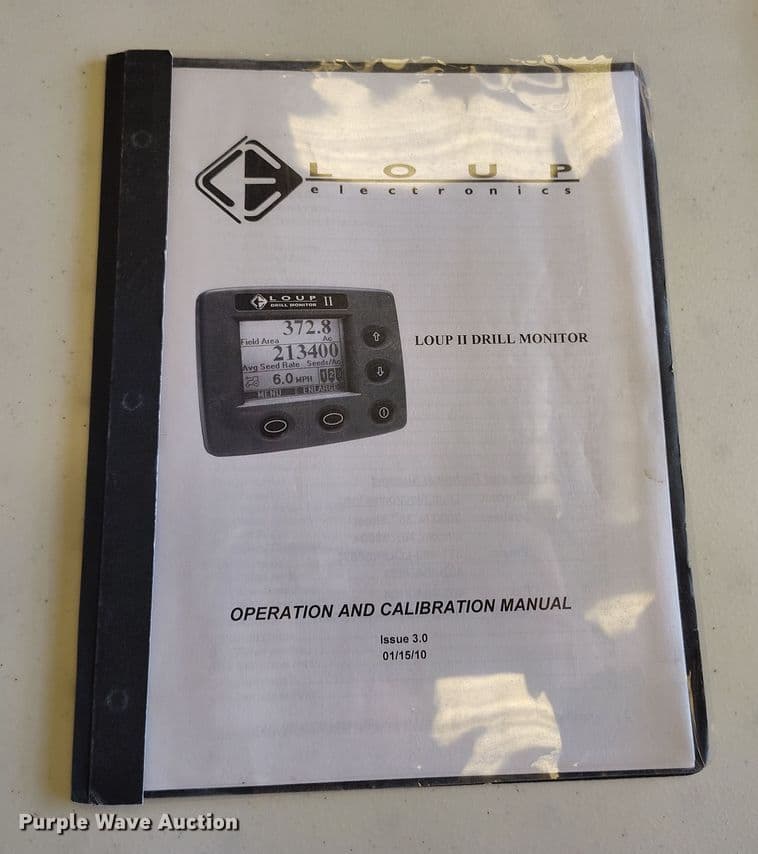 LOUP
electronics
LOUP
DRILL MONITOR II
372.8
Field Area Ac
213400
Avg Seed Rate Seeds/Ac
6.0 MPH
MENU ENLARGE
LOUP II DRILL MONITOR
OPERATION AND CALIBRATION MANUAL
Issue 3.0
01/15/10
Purple Wave Auction